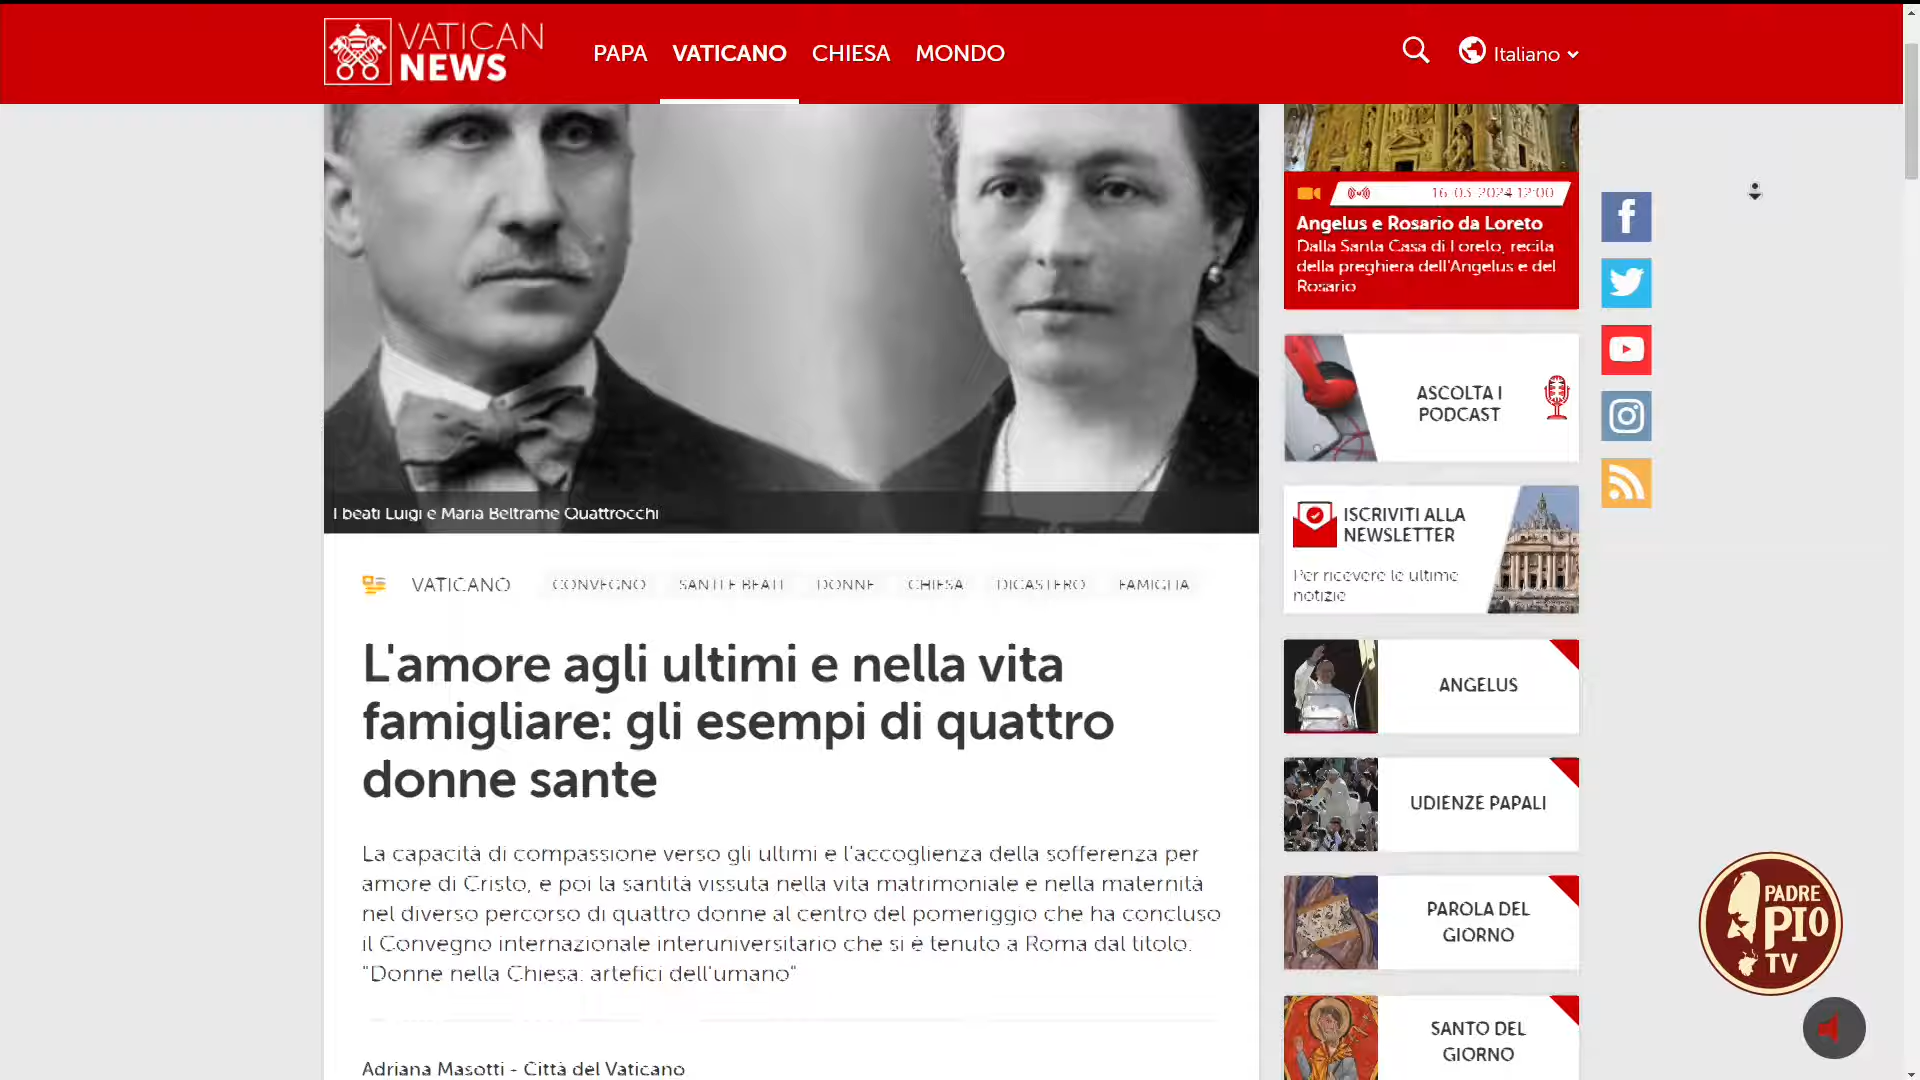 VATICAN
NEWS
PAPA VATICANO CHIESA MONDO
Italiano
16-03-2024 12:00
Angelus e Rosario da Loreto
Dalla Santa Casa di Loreto, recita
della preghiera dell'Angelus e del
Rosario
ASCOLTA I
PODCAST
I beati Luigi e Maria Beltrame Quattrocchi
ISCRIVITI ALLA
NEWSLETTER
Per ricevere le ultime
notizie
VATICANO CONVEGNO SANTI E BEATI DONNE CHIESA DICASTERO FAMIGLIA
L'amore agli ultimi e nella vita
famigliare: gli esempi di quattro
donne sante
La capacità di compassione verso gli ultimi e l'accoglienza della sofferenza per
amore di Cristo, e poi la santità vissuta nella vita matrimoniale e nella maternità
nel diverso percorso di quattro donne al centro del pomeriggio che ha concluso
il Convegno internazionale interuniversitario che si è tenuto a Roma dal titolo:
"Donne nella Chiesa: artefici dell'umano"
Adriana Masotti - Città del Vaticano
ANGELUS
UDIENZE PAPALI
PAROLA DEL
GIORNO
SANTO DEL
GIORNO
PADRE
PIO
TV